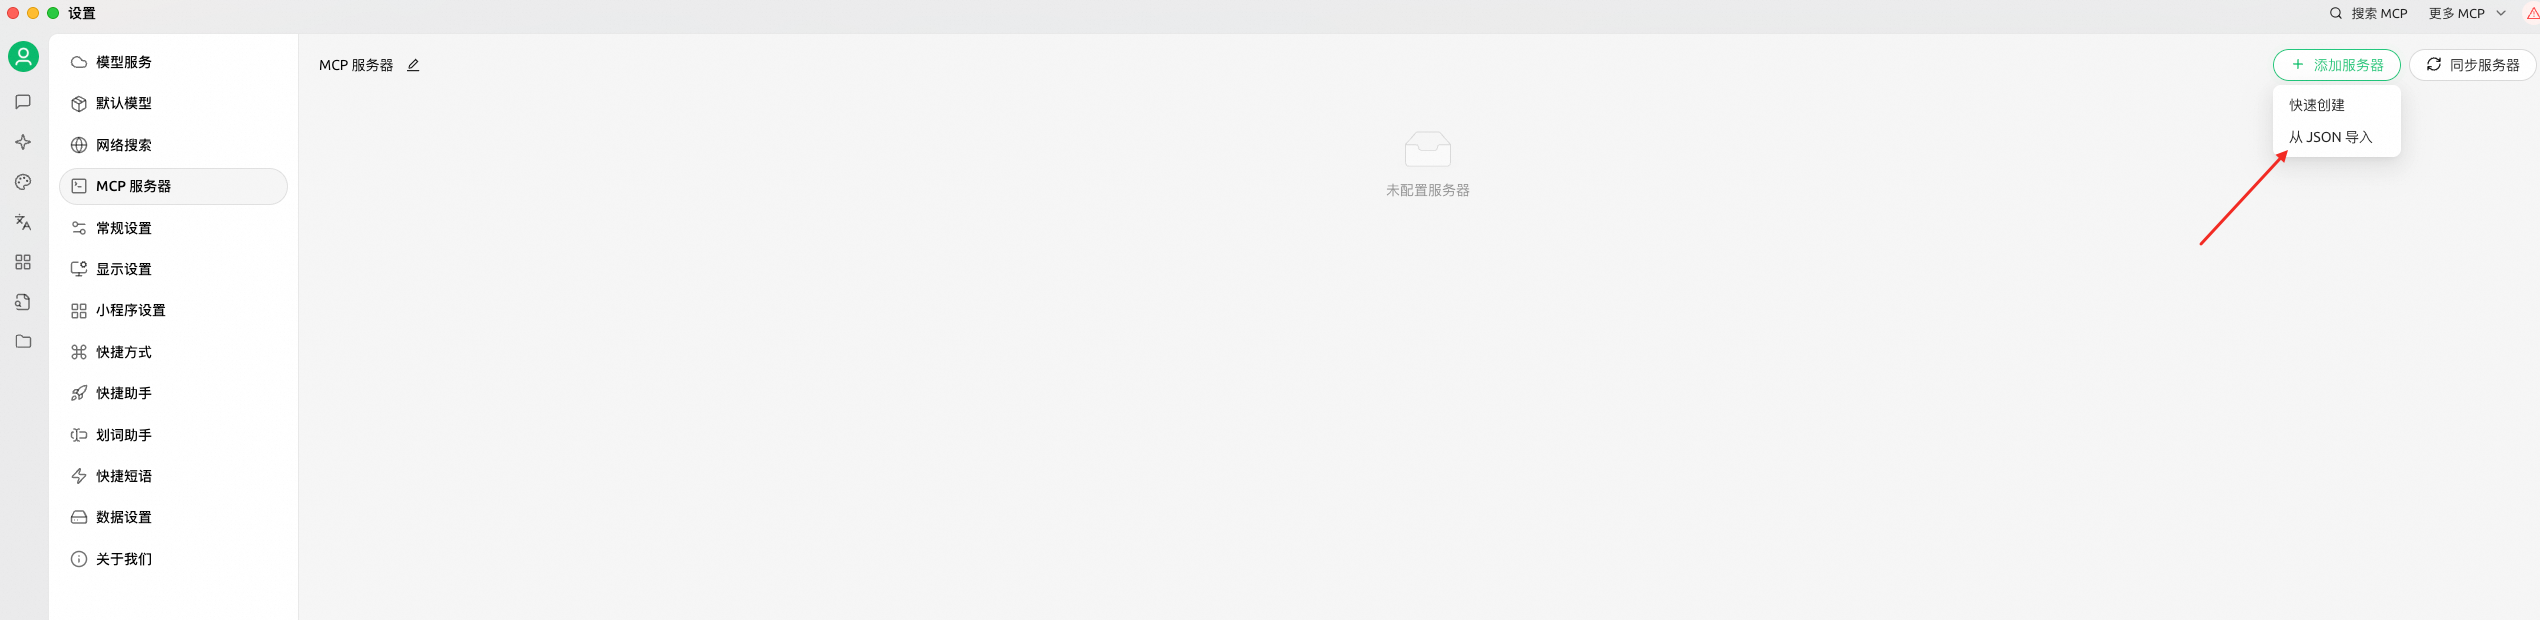 设置
搜索 MCP
更多 MCP
模型服务
默认模型
网络搜索
MCP 服务器
常规设置
显示设置
小程序设置
快捷方式
快捷助手
划词助手
快捷短语
数据设置
关于我们
MCP 服务器
添加服务器
同步服务器
快速创建
从 JSON 导入
未配置服务器